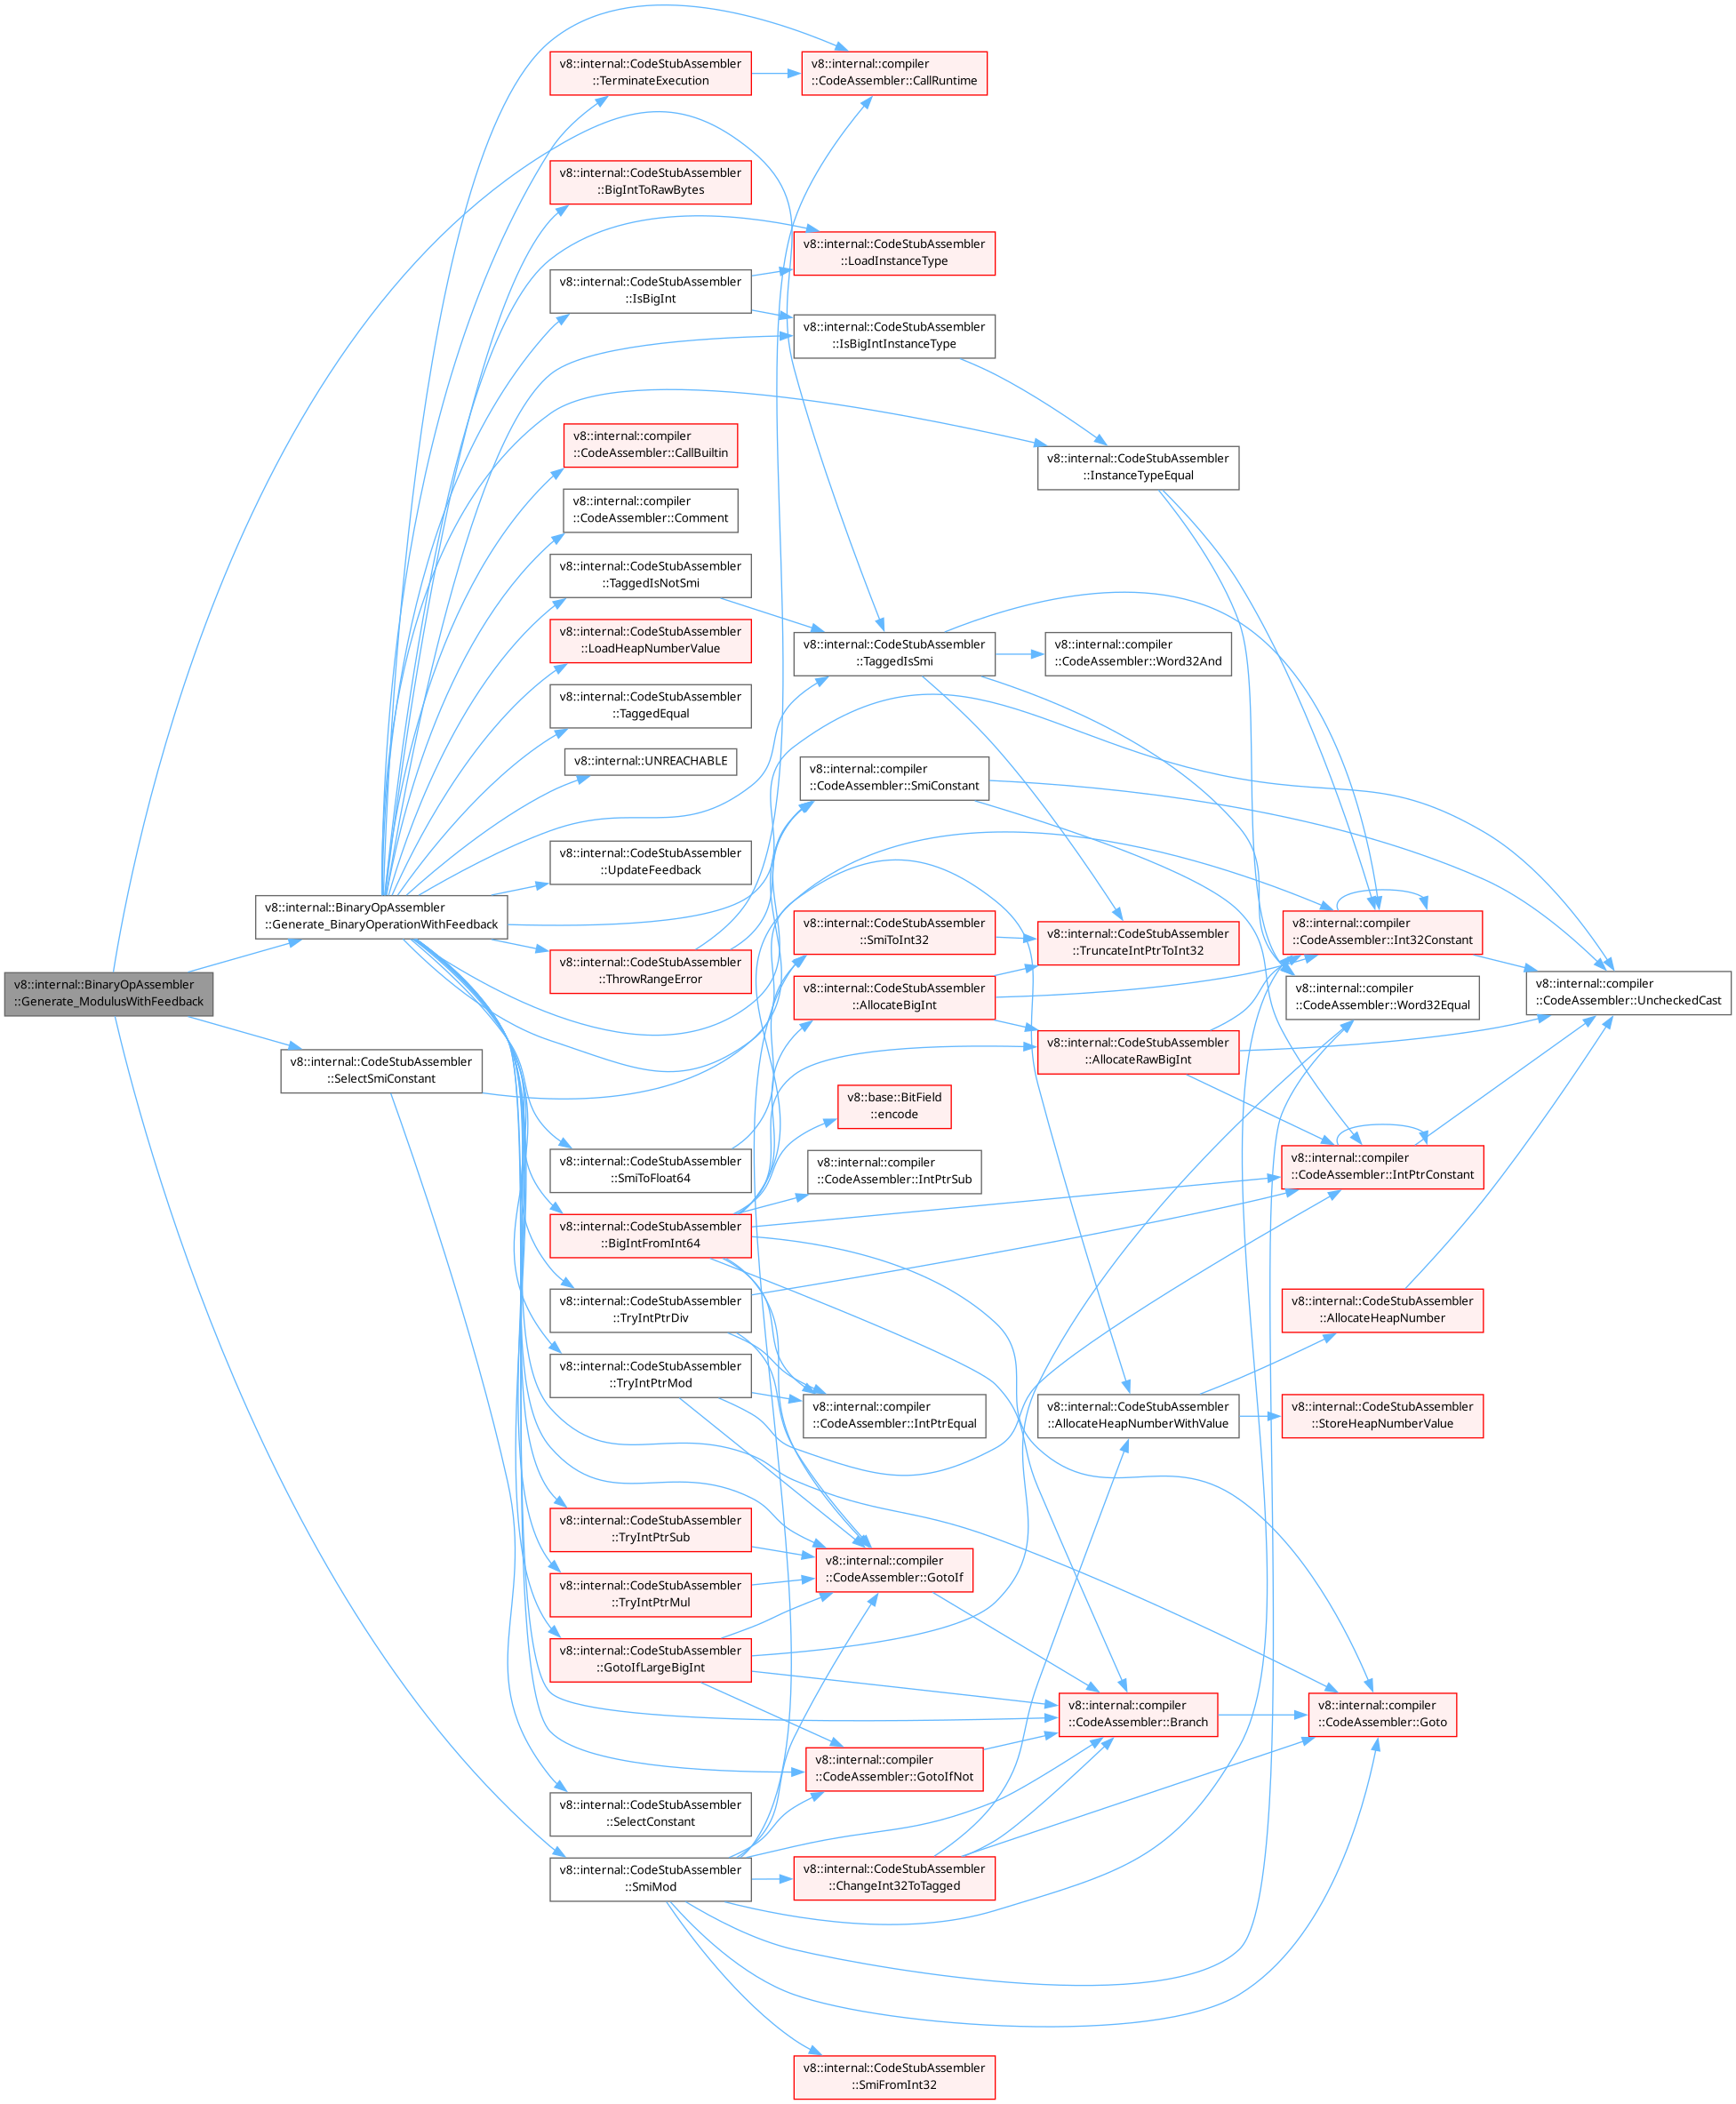 v8::internal::BinaryOpAssembler
::Generate_ModulusWithFeedback
v8::internal::BinaryOpAssembler
::Generate_BinaryOperationWithFeedback
v8::internal::CodeStubAssembler
::SelectSmiConstant
v8::internal::CodeStubAssembler
::TerminateExecution
v8::internal::CodeStubAssembler
::BigIntToRawBytes
v8::internal::CodeStubAssembler
::IsBigInt
v8::internal::compiler
::CodeAssembler::CallBuiltin
v8::internal::compiler
::CodeAssembler::Comment
v8::internal::CodeStubAssembler
::TaggedIsNotSmi
v8::internal::CodeStubAssembler
::LoadHeapNumberValue
v8::internal::CodeStubAssembler
::TaggedEqual
v8::internal::UNREACHABLE
v8::internal::CodeStubAssembler
::UpdateFeedback
v8::internal::CodeStubAssembler
::ThrowRangeError
v8::internal::CodeStubAssembler
::SmiToFloat64
v8::internal::CodeStubAssembler
::BigIntFromInt64
v8::internal::CodeStubAssembler
::TryIntPtrDiv
v8::internal::CodeStubAssembler
::TryIntPtrMod
v8::internal::CodeStubAssembler
::TryIntPtrSub
v8::internal::CodeStubAssembler
::TryIntPtrMul
v8::internal::CodeStubAssembler
::GotoIfLargeBigInt
v8::internal::CodeStubAssembler
::SelectConstant
v8::internal::CodeStubAssembler
::SmiMod
v8::internal::compiler
::CodeAssembler::CallRuntime
v8::internal::CodeStubAssembler
::LoadInstanceType
v8::internal::CodeStubAssembler
::IsBigIntInstanceType
v8::internal::CodeStubAssembler
::TaggedIsSmi
v8::internal::compiler
::CodeAssembler::SmiConstant
v8::internal::CodeStubAssembler
::SmiToInt32
v8::internal::CodeStubAssembler
::AllocateBigInt
v8::base::BitField
::encode
v8::internal::compiler
::CodeAssembler::IntPtrSub
v8::internal::compiler
::CodeAssembler::IntPtrEqual
v8::internal::compiler
::CodeAssembler::GotoIf
v8::internal::compiler
::CodeAssembler::GotoIfNot
v8::internal::CodeStubAssembler
::ChangeInt32ToTagged
v8::internal::CodeStubAssembler
::SmiFromInt32
v8::internal::CodeStubAssembler
::InstanceTypeEqual
v8::internal::compiler
::CodeAssembler::Word32And
v8::internal::CodeStubAssembler
::TruncateIntPtrToInt32
v8::internal::CodeStubAssembler
::AllocateRawBigInt
v8::internal::CodeStubAssembler
::AllocateHeapNumberWithValue
v8::internal::compiler
::CodeAssembler::Branch
v8::internal::compiler
::CodeAssembler::Int32Constant
v8::internal::compiler
::CodeAssembler::Word32Equal
v8::internal::compiler
::CodeAssembler::IntPtrConstant
v8::internal::CodeStubAssembler
::AllocateHeapNumber
v8::internal::CodeStubAssembler
::StoreHeapNumberValue
v8::internal::compiler
::CodeAssembler::Goto
v8::internal::compiler
::CodeAssembler::UncheckedCast